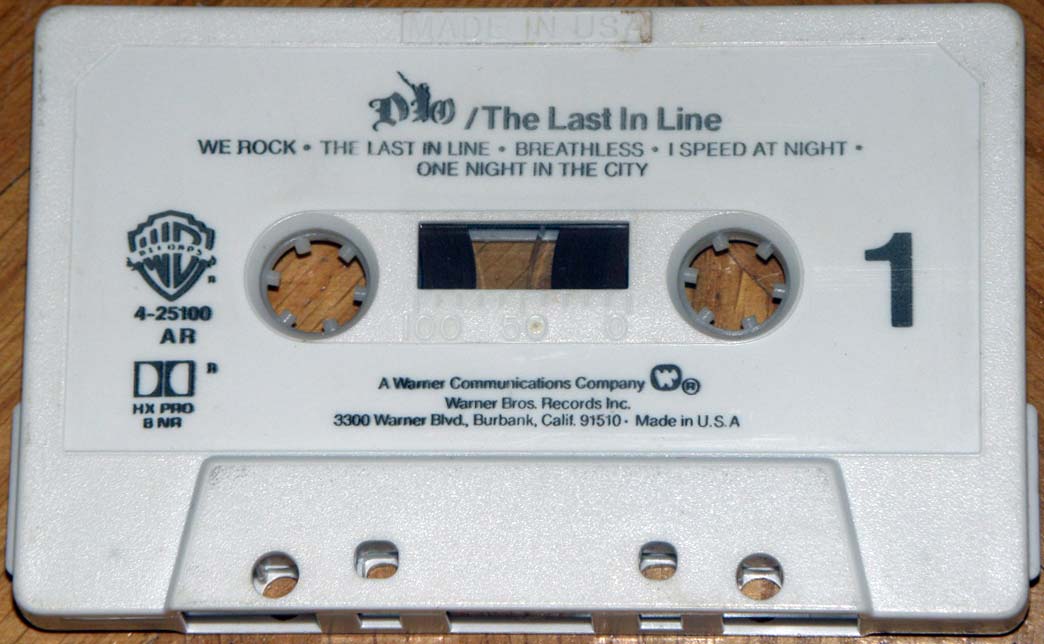 MADE IN USA
DIO / The Last In Line
WE ROCK • THE LAST IN LINE • BREATHLESS • I SPEED AT NIGHT •
ONE NIGHT IN THE CITY
RECORDS
®
1
4-25100
AR
100 50 0
®
HX PRO
B NR
A Warner Communications Company ®
Warner Bros. Records Inc.
3300 Warner Blvd., Burbank, Calif. 91510 • Made in U.S.A